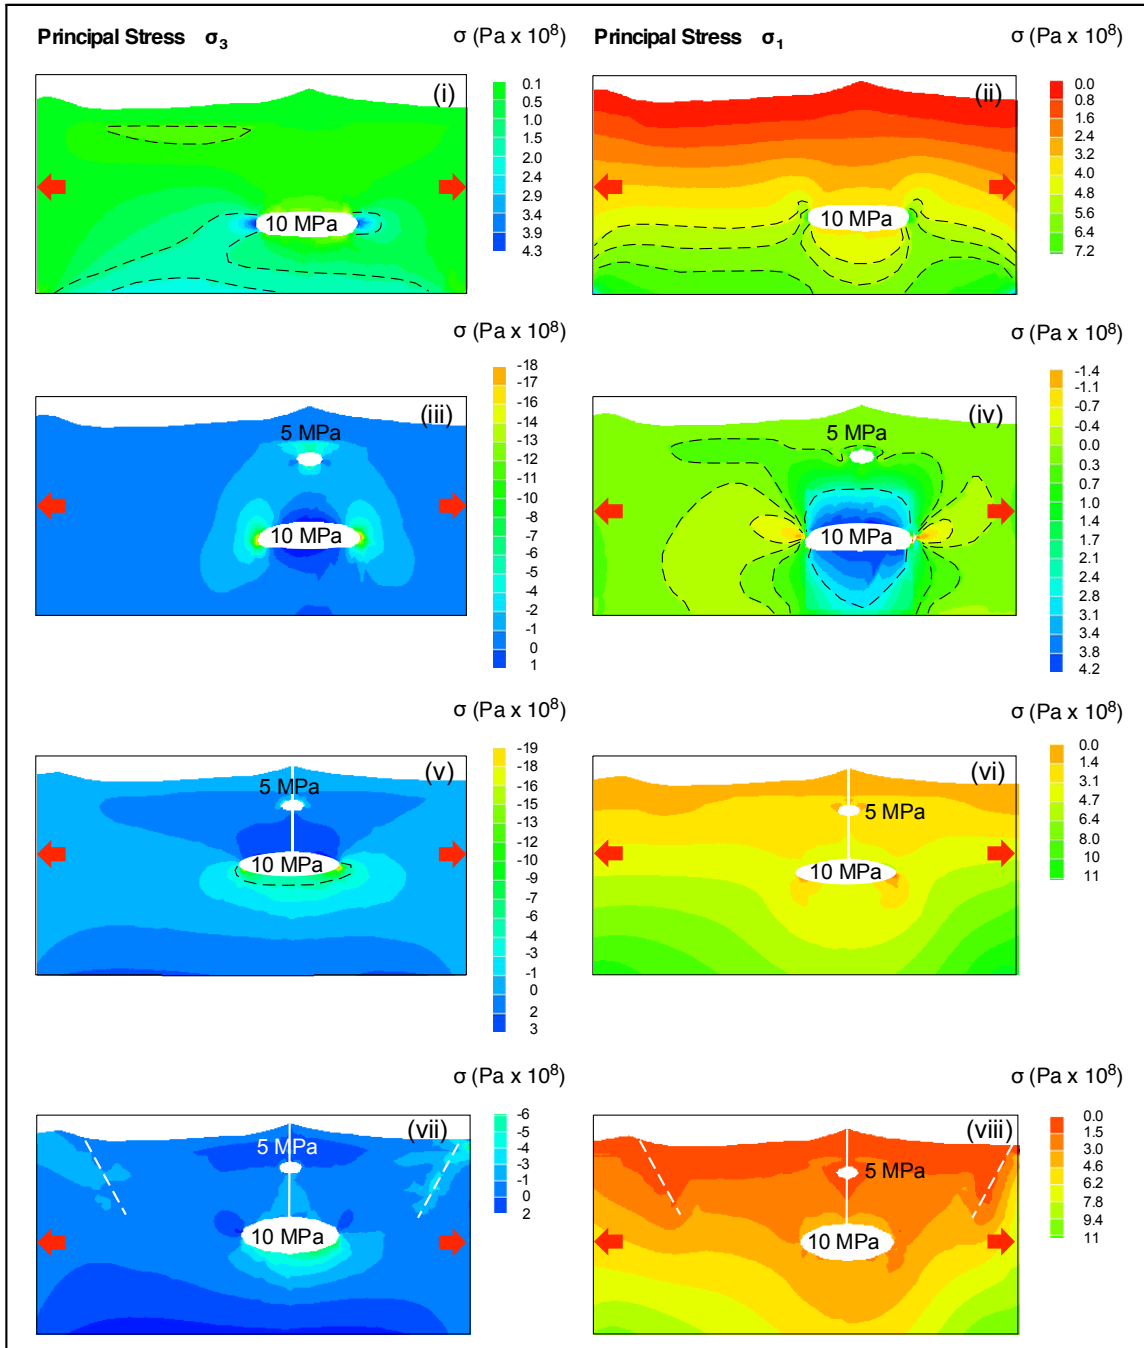 Principal Stress σ3
σ (Pa x 10^8)
Principal Stress σ1
σ (Pa x 10^8)
(i)
10 MPa
0.1
0.5
1.0
1.5
2.0
2.4
2.9
3.4
3.9
4.3
(ii)
10 MPa
0.0
0.8
1.6
2.4
3.2
4.0
4.8
5.6
6.4
7.2
σ (Pa x 10^8)
σ (Pa x 10^8)
(iii)
5 MPa
10 MPa
-18
-17
-16
-14
-13
-12
-11
-10
-8
-7
-6
-5
-4
-2
-1
0
1
(iv)
5 MPa
10 MPa
-1.4
-1.1
-0.7
-0.4
0.0
0.3
0.7
1.0
1.4
1.7
2.1
2.4
2.8
3.1
3.4
3.8
4.2
σ (Pa x 10^8)
σ (Pa x 10^8)
(v)
5 MPa
10 MPa
-19
-18
-16
-15
-13
-12
-10
-9
-7
-6
-4
-3
-1
0
2
3
(vi)
5 MPa
10 MPa
0.0
1.4
3.1
4.7
6.4
8.0
10
11
σ (Pa x 10^8)
σ (Pa x 10^8)
(vii)
5 MPa
10 MPa
-6
-5
-4
-3
-1
0
2
(viii)
5 MPa
10 MPa
0.0
1.5
3.0
4.6
6.2
7.8
9.4
11